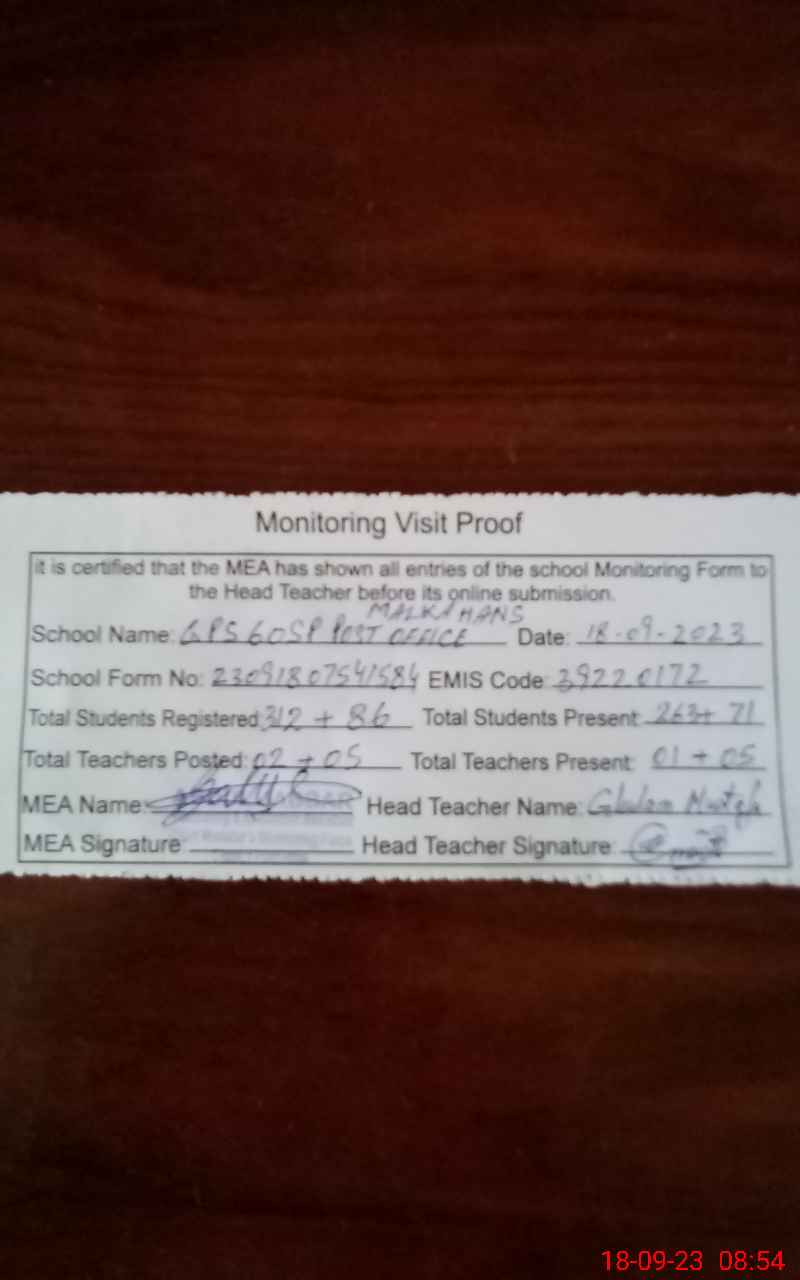 Monitoring Visit Proof
it is certified that the MEA has shown all entries of the school Monitoring Form to
the Head Teacher before its online submission.
MALKA HANS
School Name: GPS 60SP POST OFFICE Date: 18-09-2023
School Form No: 23091807541584 EMIS Code: 39220172
Total Students Registered: 312 + 86 Total Students Present: 263+ 71
Total Teachers Posted: 02 + 05 Total Teachers Present: 01 + 05
MEA Name: Head Teacher Name: Ghulam
MEA Signature Head Teacher Signature
18-09-23 08:54